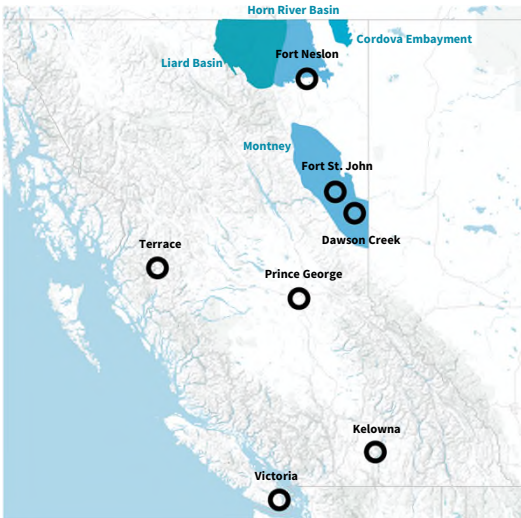 Horn River Basin
Cordova Embayment
Fort Neslon
Liard Basin
Montney
Fort St. John
Dawson Creek
Terrace
Prince George
Kelowna
Victoria